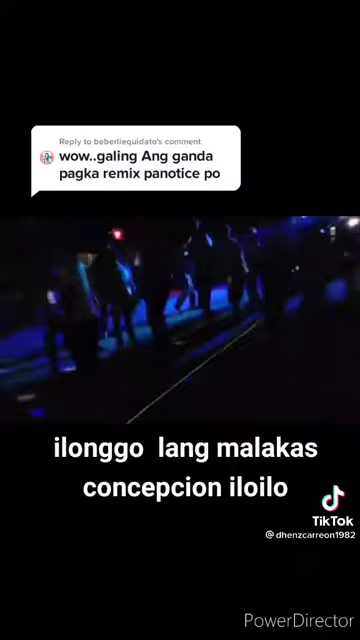 Reply to beberliequidato's comment
wow..galing Ang ganda
pagka remix panotice po
ilonggo lang malakas
concepcion iloilo
TikTok
@dhenzcarreon1982
PowerDirector